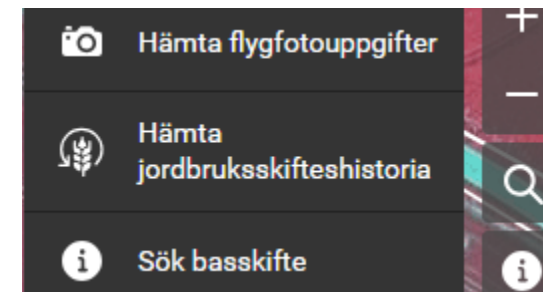 Hämta flygfotouppgifter
Hämta
jordbruksskifteshistoria
Sök basskifte